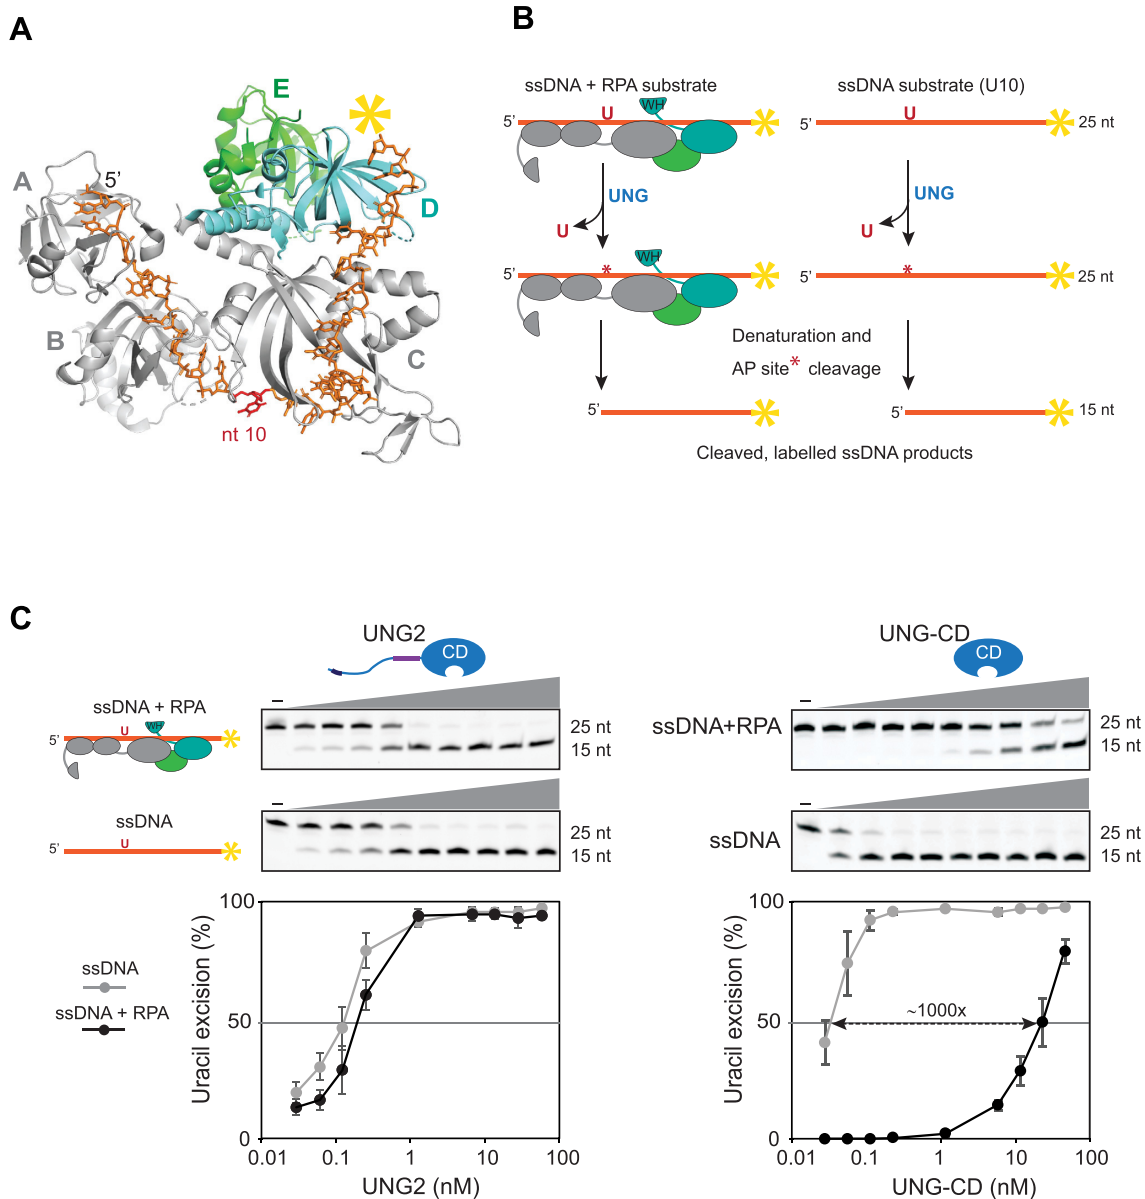 A
E
A
5’
D
B
C
nt 10
B
ssDNA + RPA substrate
ssDNA substrate (U10)
WH
U
U
5’
5’
25 nt
UNG
UNG
U
U
WH
5’
*
5’
*
25 nt
Denaturation and
AP site* cleavage
5’
5’
15 nt
Cleaved, labelled ssDNA products
C
UNG2
CD
UNG-CD
CD
ssDNA + RPA
U
WH
5’
–
25 nt
15 nt
ssDNA+RPA
–
25 nt
15 nt
ssDNA
U
5’
–
25 nt
15 nt
ssDNA
–
25 nt
15 nt
ssDNA
ssDNA + RPA
Uracil excision (%)
100
50
0
0.01
0.1
1
10
100
UNG2 (nM)
Uracil excision (%)
100
50
0
~1000x
0.01
0.1
1
10
100
UNG-CD (nM)